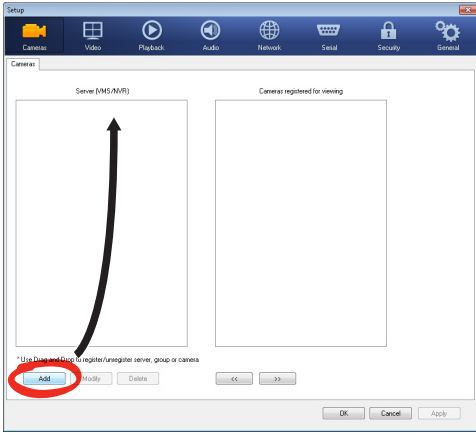 Setup
Cameras Video Playback Audio Network Serial Security General
Cameras
Server (VMS/NVR) Cameras registered for viewing
* Use Drag and Drop to register/unregister server, group or camera
Add Modify Delete << >>
OK Cancel Apply